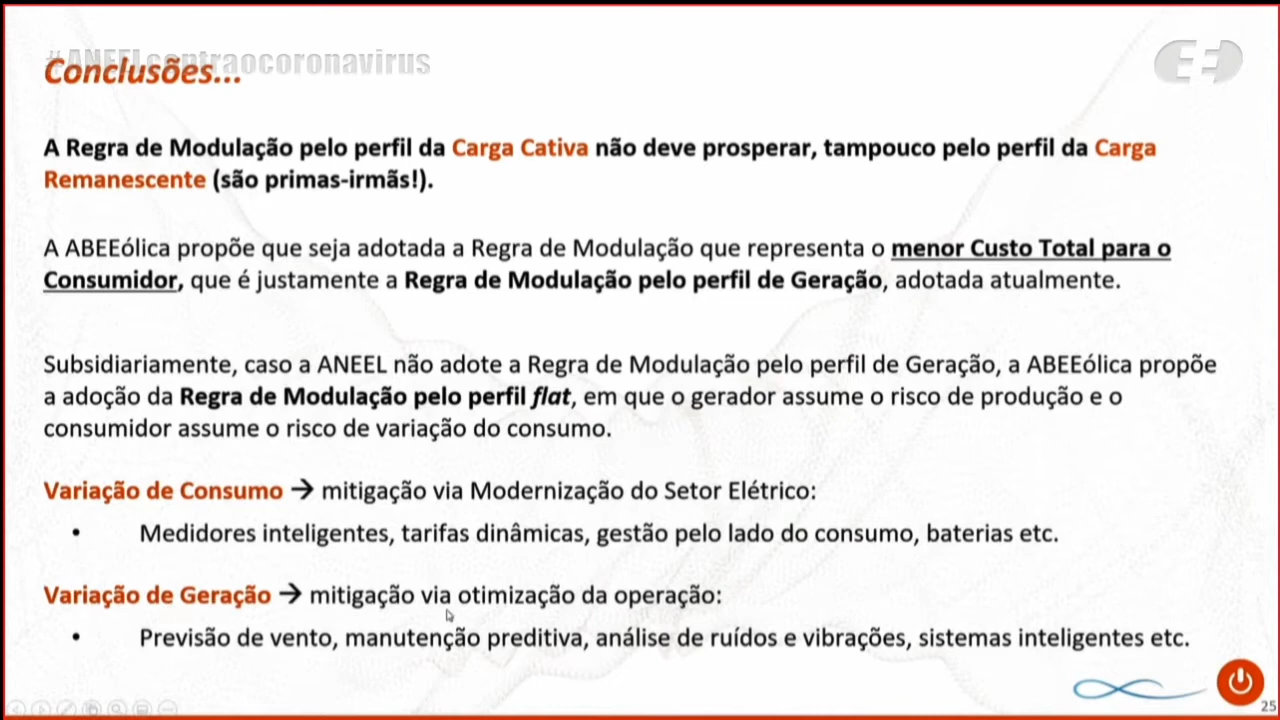 #ANEELcontraocoronavirus
Conclusões...
A Regra de Modulação pelo perfil da Carga Cativa não deve prosperar, tampouco pelo perfil da Carga
Remanescente (são primas-irmãs!).
A ABEEólica propõe que seja adotada a Regra de Modulação que representa o menor Custo Total para o
Consumidor, que é justamente a Regra de Modulação pelo perfil de Geração, adotada atualmente.
Subsidiariamente, caso a ANEEL não adote a Regra de Modulação pelo perfil de Geração, a ABEEólica propõe
a adoção da Regra de Modulação pelo perfil flat, em que o gerador assume o risco de produção e o
consumidor assume o risco de variação do consumo.
Variação de Consumo → mitigação via Modernização do Setor Elétrico:
• Medidores inteligentes, tarifas dinâmicas, gestão pelo lado do consumo, baterias etc.
Variação de Geração → mitigação via otimização da operação:
• Previsão de vento, manutenção preditiva, análise de ruídos e vibrações, sistemas inteligentes etc.
25